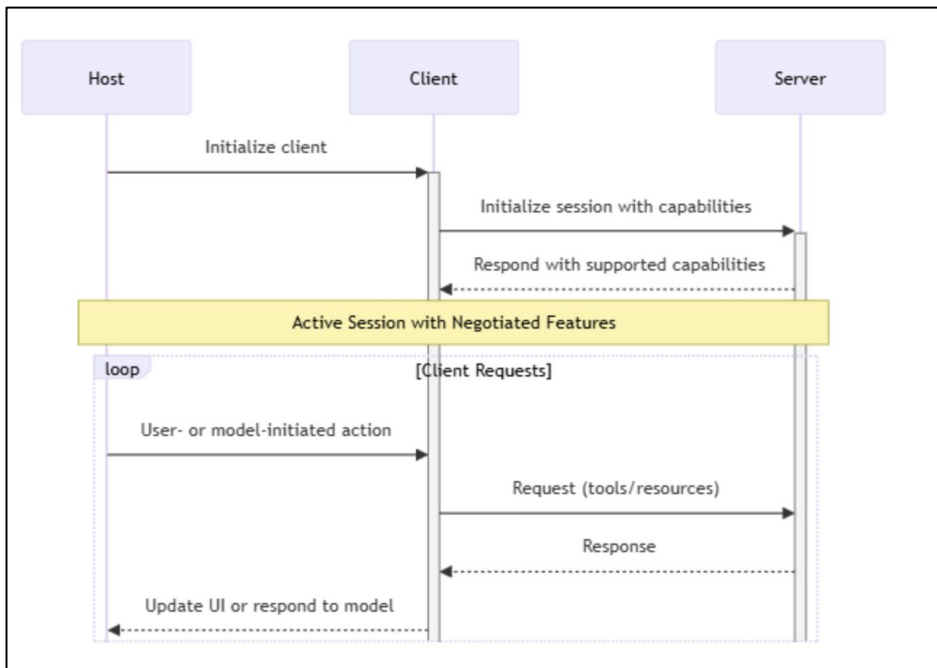 Host
Client
Server
Initialize client
Initialize session with capabilities
Respond with supported capabilities
Active Session with Negotiated Features
loop
[Client Requests]
User- or model-initiated action
Request (tools/resources)
Response
Update UI or respond to model